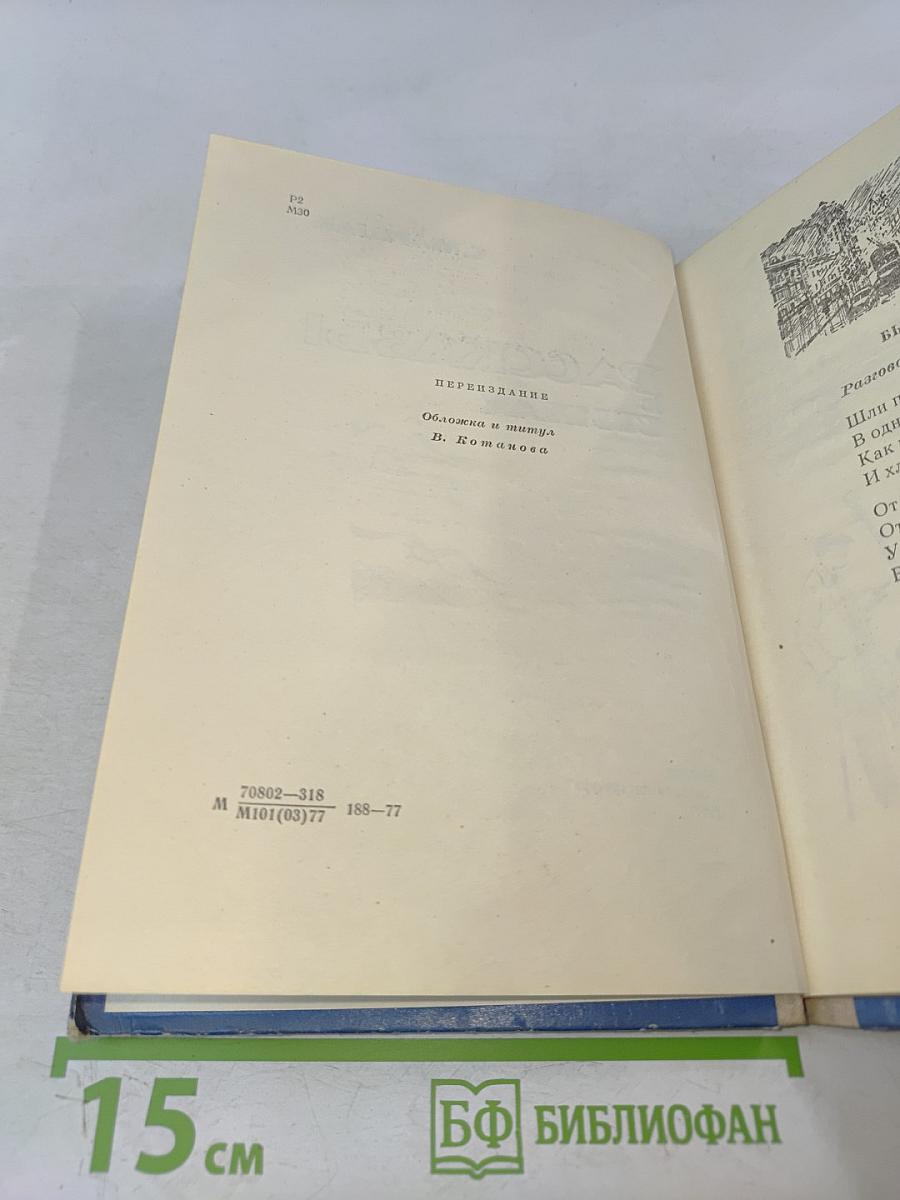 Р2
М30
ПЕРЕИЗДАНИЕ
Обложка и титул
В. Котанова
М 70802—318
М101(03)77 188—77
Разгово
Шли п
В одн
Как
И хл
От
От
У
15 см
БФ БИБЛИОФАН